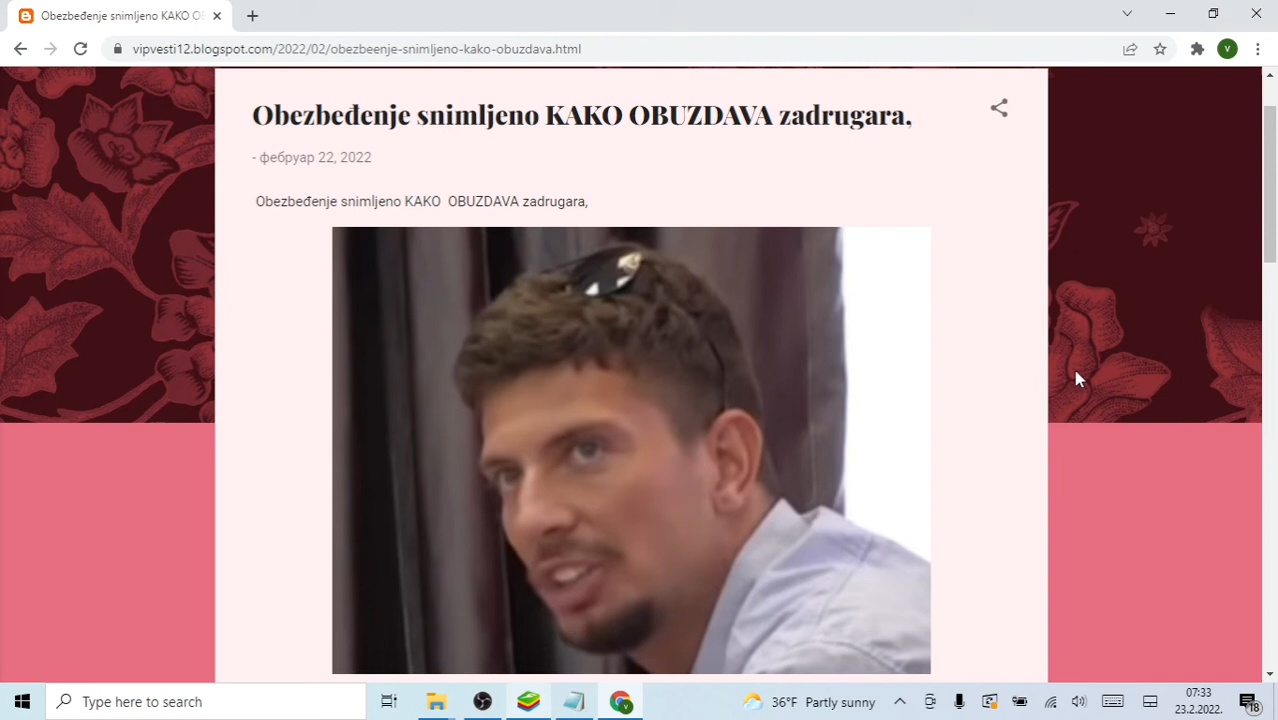 Obezbeđenje snimljeno KAKO OB
vipvesti12.blogspot.com/2022/02/obezbeenje-snimljeno-kako-obuzdava.html
V
Obezbeđenje snimljeno KAKO OBUZDAVA zadrugara,
- фебруар 22, 2022
Obezbeđenje snimljeno KAKO OBUZDAVA zadrugara,
Type here to search
V
36°F Partly sunny
07:33
23.2.2022.
18